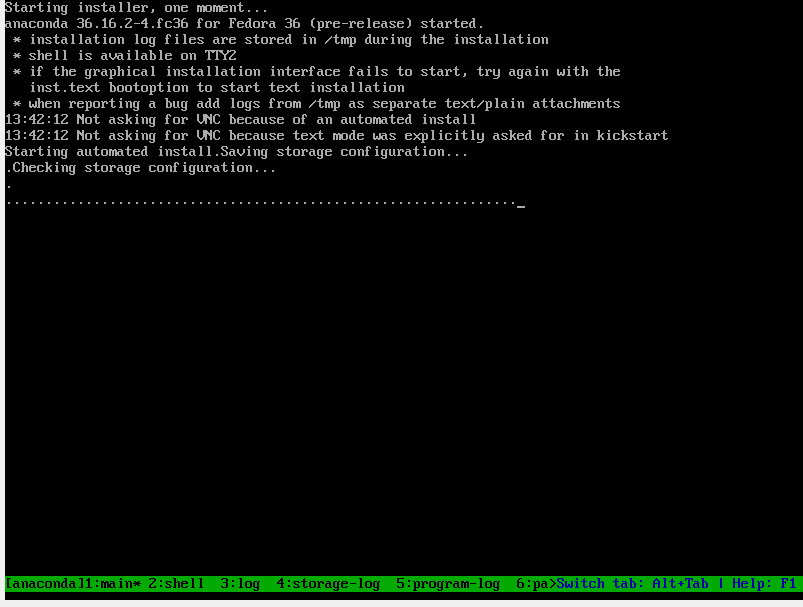 Starting installer, one moment...
anaconda 36.16.2-4.fc36 for Fedora 36 (pre-release) started.
 * installation log files are stored in /tmp during the installation
 * shell is available on TTY2
 * if the graphical installation interface fails to start, try again with the
   inst.text bootoption to start text installation
 * when reporting a bug add logs from /tmp as separate text/plain attachments
13:42:12 Not asking for VNC because of an automated install
13:42:12 Not asking for VNC because text mode was explicitly asked for in kickstart
Starting automated install.Saving storage configuration...
.Checking storage configuration...
.
................................................................_
[anaconda]1:main* 2:shell  3:log  4:storage-log  5:program-log  6:pa>Switch tab: Alt+Tab | Help: F1